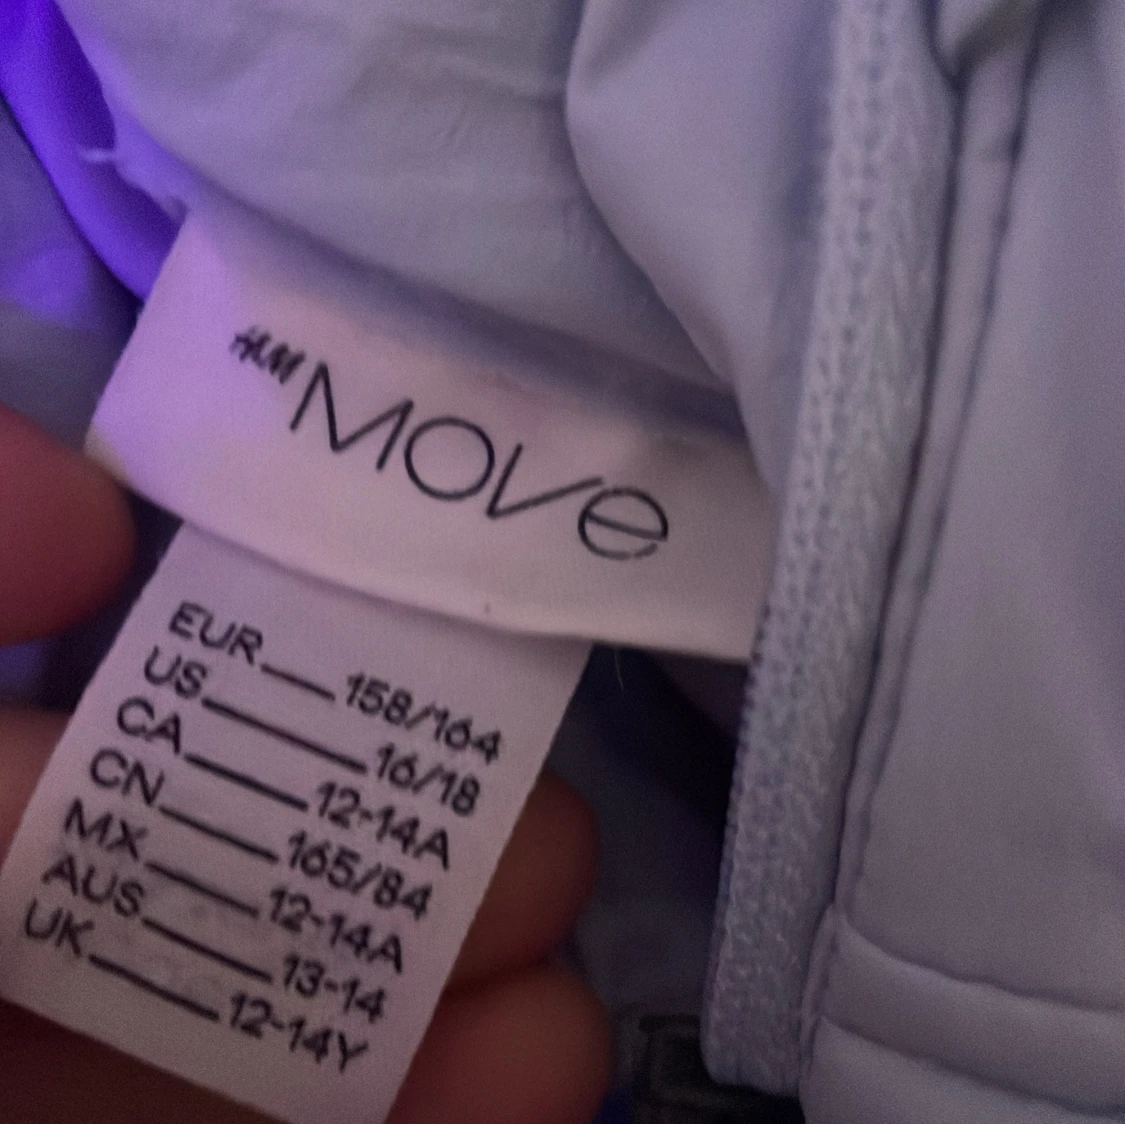 H&M MOVE
EUR 158/164
US 16/18
CA 12-14A
CN 165/84
MX 12-14A
AUS 13-14
UK 12-14Y